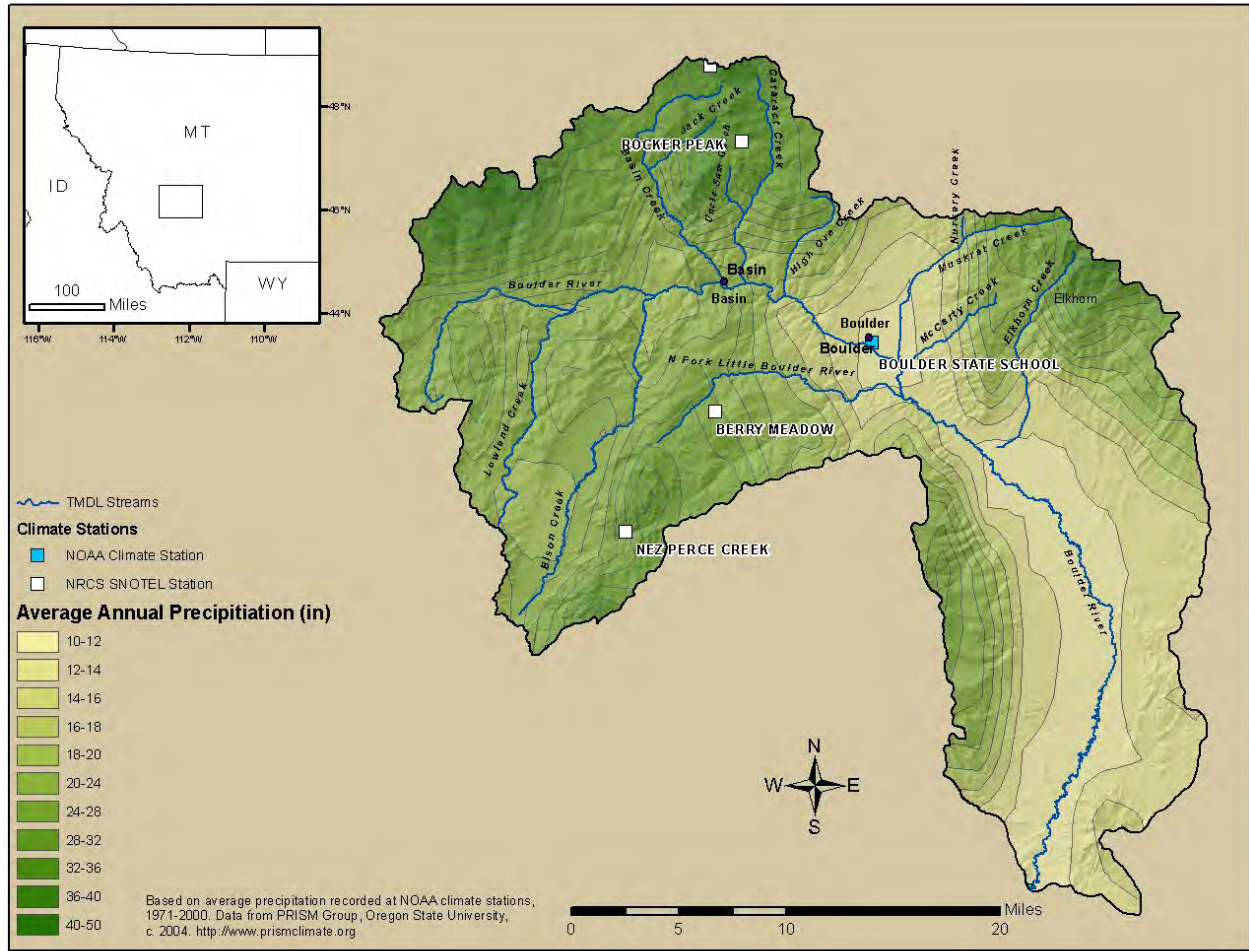 MT
ID
WY
100
Miles
48°N
46°N
44°N
116°W
114°W
112°W
110°W
Cataract Creek
Jack Creek
ROCKER PEAK
Uncle Sam Gulch
Basin Creek
High Ore Creek
Nursery Creek
Muskrat Creek
Elkhorn Creek
Elkhorn
McCarty Creek
Basin
Basin
Boulder River
Boulder
Boulder
BOULDER STATE SCHOOL
N Fork Little Boulder River
BERRY MEADOW
Lowland Creek
Bison Creek
NEZ PERCE CREEK
Boulder River
TMDL Streams
Climate Stations
NOAA Climate Station
NRCS SNOTEL Station
Average Annual Precipitiation (in)
10-12
12-14
14-16
16-18
18-20
20-24
24-28
28-32
32-36
36-40
40-50
Based on average precipitation recorded at NOAA climate stations,
1971-2000. Data from PRISM Group, Oregon State University,
c. 2004. http://www.prismclimate.org
N
W
E
S
Miles
0 5 10 20